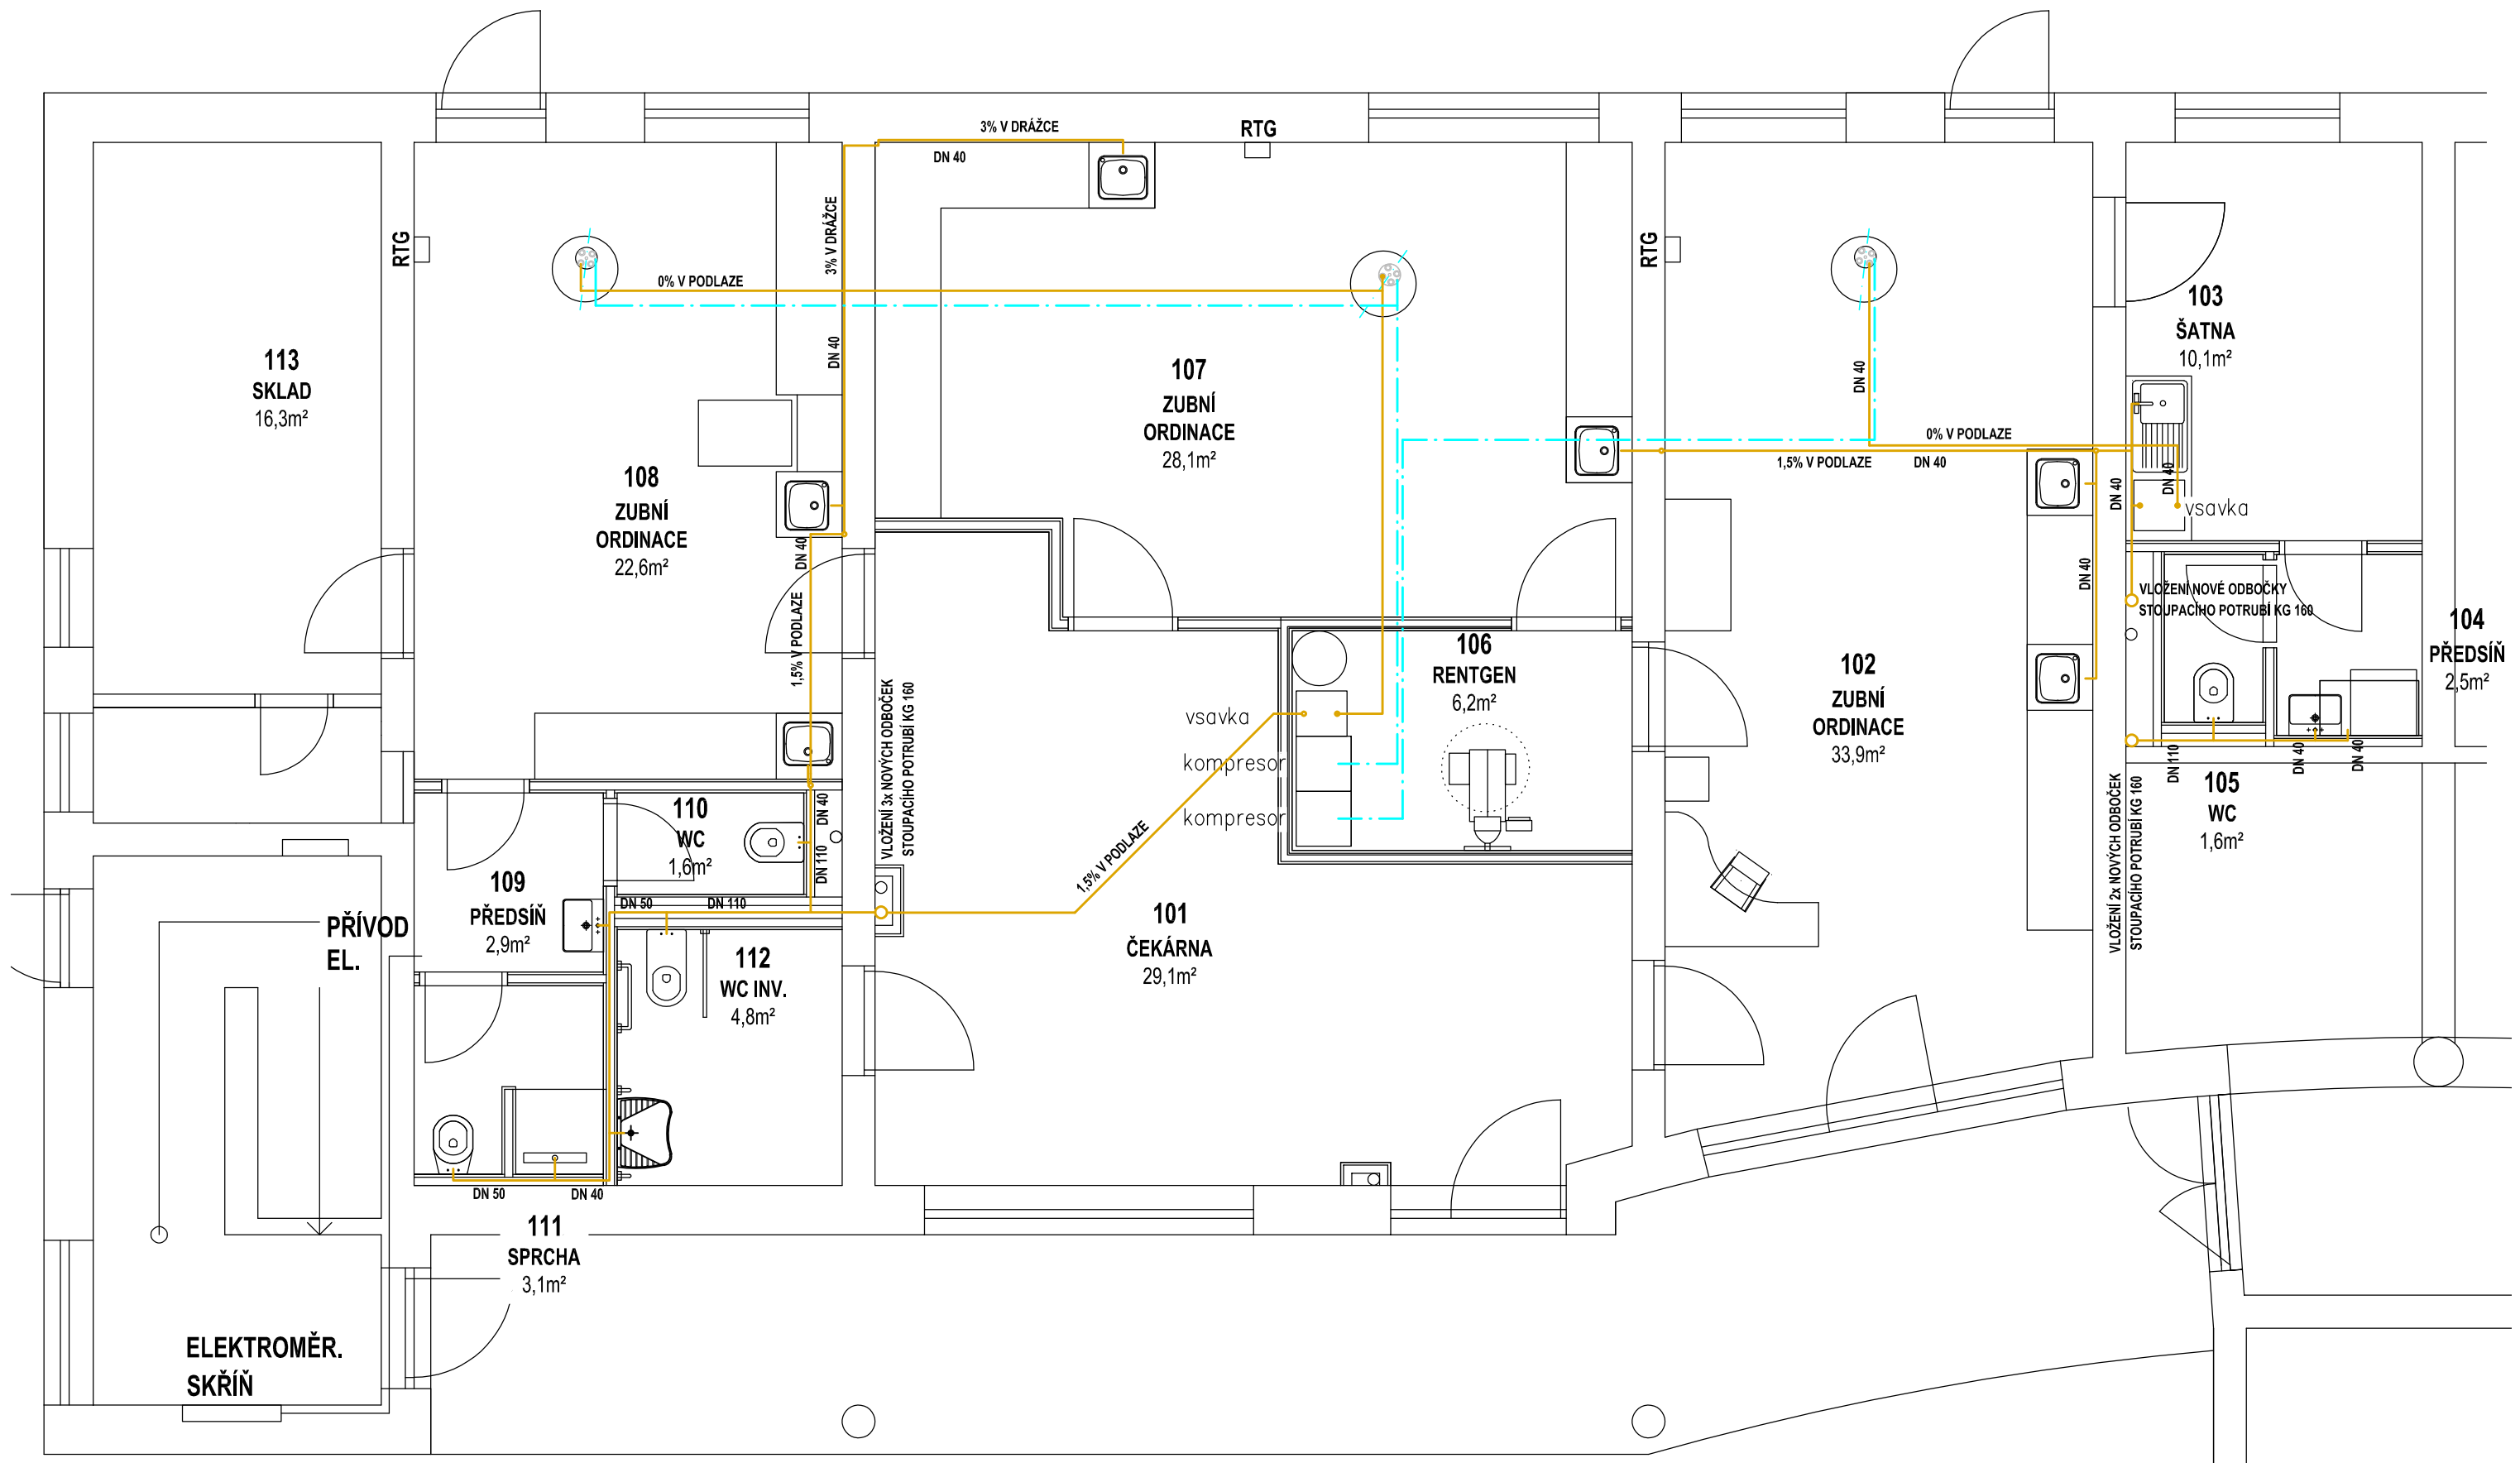 3% V DRÁŽCE
DN 40
RTG
3% V DRÁŽCE
DN 40
RTG
RTG
0% V PODLAZE
113
SKLAD
16,3m²
108
ZUBNÍ
ORDINACE
22,6m²
107
ZUBNÍ
ORDINACE
28,1m²
DN 40
0% V PODLAZE
1,5% V PODLAZE
DN 40
103
ŠATNA
10,1m²
DN 40
DN 40
vsavka
DN 40
DN 40
1,5% V PODLAZE
VLOŽENÍ NOVÉ ODBOČKY
STOUPACÍHO POTRUBÍ KG 160
104
PŘEDSÍŇ
2,5m²
106
RENTGEN
6,2m²
vsavka
kompresor
kompresor
102
ZUBNÍ
ORDINACE
33,9m²
VLOŽENÍ 3x NOVÝCH ODBOČEK
STOUPACÍHO POTRUBÍ KG 160
DN 110
DN 40
DN 40
105
WC
1,6m²
VLOŽENÍ 2x NOVÝCH ODBOČEK
STOUPACÍHO POTRUBÍ KG 160
110
WC
1,6m²
DN 40
DN 110
1,5% V PODLAZE
109
PŘEDSÍŇ
2,9m²
DN 50
DN 110
101
ČEKÁRNA
29,1m²
PŘÍVOD
EL.
112
WC INV.
4,8m²
DN 50
DN 40
111
SPRCHA
3,1m²
ELEKTROMĚR.
SKŘÍŇ